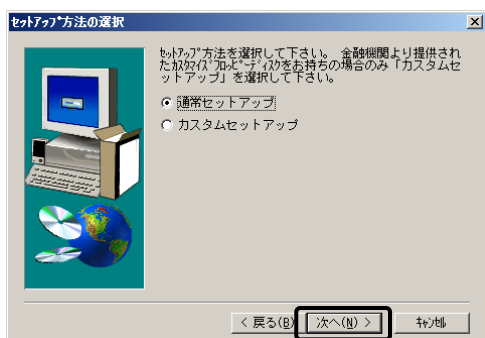 ｾｯﾄｱｯﾌﾟ方法の選択
ｾｯﾄｱｯﾌﾟ方法を選択して下さい。 金融機関より提供され
たｶｽﾀﾏｲｽﾞﾌﾛｯﾋﾟｰﾃﾞｨｽｸをお持ちの場合のみ「カスタムセ
ットアップ」を選択して下さい。
通常セットアップ
カスタムセットアップ
< 戻る(B)
次へ(N) >
ｷｬﾝｾﾙ